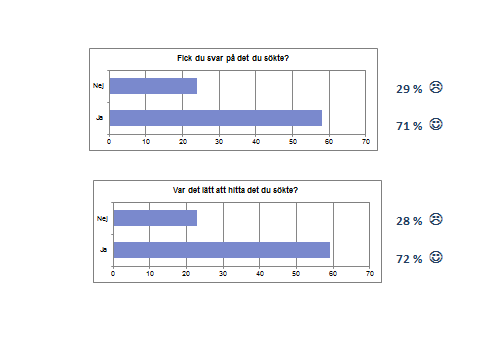 Fick du svar på det du sökte?
Nej
29 % ☹
Ja
71 % ☺
0 10 20 30 40 50 60 70
Var det lätt att hitta det du sökte?
Nej
28 % ☹
Ja
72 % ☺
0 10 20 30 40 50 60 70